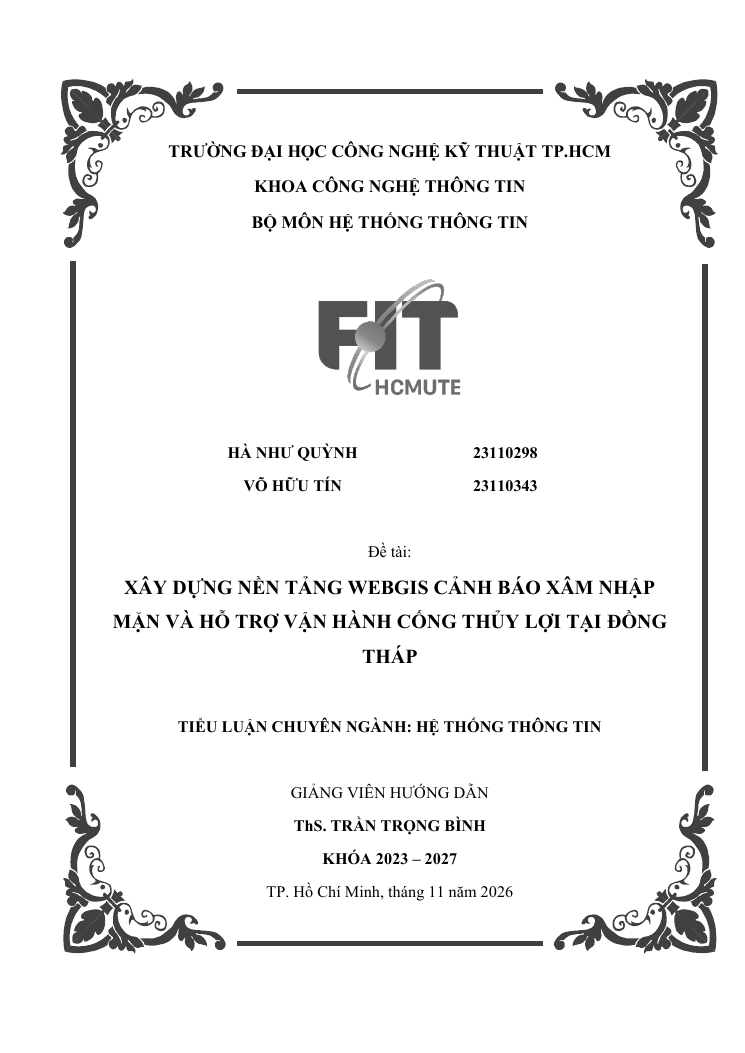 TRƯỜNG ĐẠI HỌC CÔNG NGHỆ KỸ THUẬT TP.HCM
KHOA CÔNG NGHỆ THÔNG TIN
BỘ MÔN HỆ THỐNG THÔNG TIN
FIT
HCMUTE
HÀ NHƯ QUỲNH 23110298
VÕ HỮU TÍN 23110343
Đề tài:
XÂY DỰNG NỀN TẢNG WEBGIS CẢNH BÁO XÂM NHẬP
MẶN VÀ HỖ TRỢ VẬN HÀNH CỐNG THỦY LỢI TẠI ĐỒNG
THÁP
TIỂU LUẬN CHUYÊN NGÀNH: HỆ THỐNG THÔNG TIN
GIẢNG VIÊN HƯỚNG DẪN
ThS. TRẦN TRỌNG BÌNH
KHÓA 2023 – 2027
TP. Hồ Chí Minh, tháng 11 năm 2026